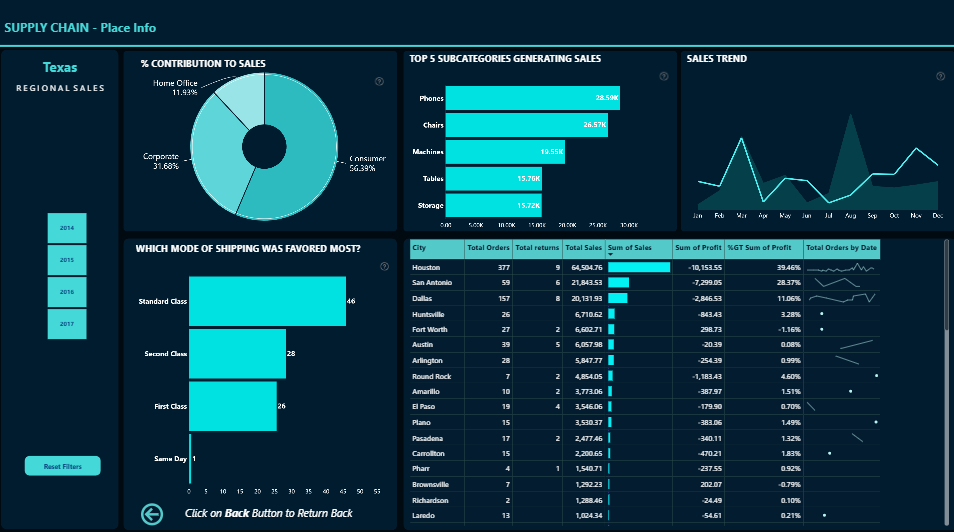 SUPPLY CHAIN - Place Info
Texas
REGIONAL SALES
2014
2015
2016
2017
Reset Filters
% CONTRIBUTION TO SALES
Home Office
11.93%
Corporate
31.68%
Consumer
56.39%
TOP 5 SUBCATEGORIES GENERATING SALES
Phones 28.59K
Chairs 26.57K
Machines 19.55K
Tables 15.76K
Storage 15.72K
0.00 5.00K 10.00K 15.00K 20.00K 25.00K 30.00K
SALES TREND
Jan Feb Mar Apr May Jun Jul Aug Sep Oct Nov Dec
WHICH MODE OF SHIPPING WAS FAVORED MOST?
Standard Class 46
Second Class 28
First Class 26
Same Day 1
0 5 10 15 20 25 30 35 40 45 50 55
Click on Back Button to Return Back
City Total Orders Total returns Total Sales Sum of Sales Sum of Profit %GT Sum of Profit Total Orders by Date
Houston 377 9 64,504.76 -10,153.55 39.46%
San Antonio 59 6 21,843.53 -7,299.05 28.37%
Dallas 157 8 20,131.93 -2,846.53 11.06%
Huntsville 26 6,710.62 -843.43 3.28%
Fort Worth 27 2 6,602.71 298.73 -1.16%
Austin 39 5 6,057.98 -20.39 0.08%
Arlington 28 5,847.77 -254.39 0.99%
Round Rock 7 2 4,854.05 -1,183.43 4.60%
Amarillo 10 2 3,773.06 -387.97 1.51%
El Paso 19 4 3,546.06 -179.90 0.70%
Plano 15 3,530.37 -383.06 1.49%
Pasadena 17 2 2,477.46 -340.11 1.32%
Carrollton 15 2,200.65 -470.21 1.83%
Pharr 4 1 1,540.71 -237.55 0.92%
Brownsville 7 1,292.23 202.07 -0.79%
Richardson 2 1,288.46 -24.49 0.10%
Laredo 13 1,024.34 -54.61 0.21%